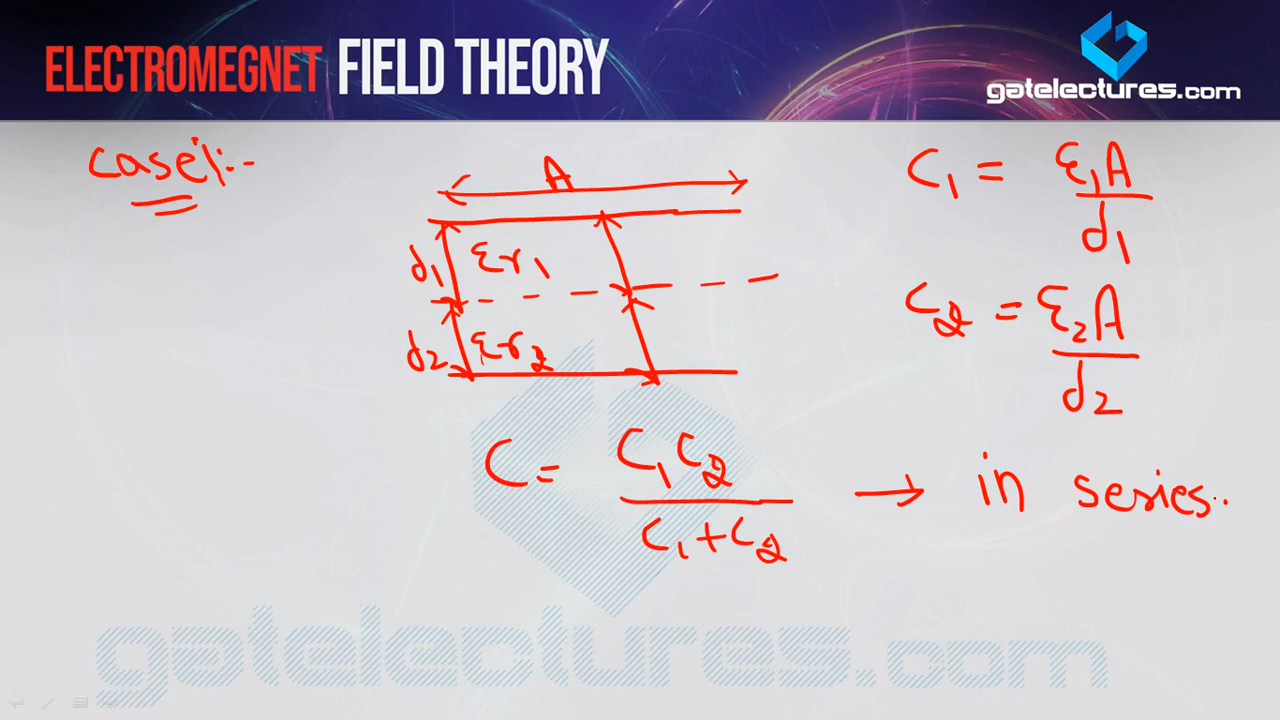 ELECTROMEGNET FIELD THEORY
gatelectures.com
case 1:-
A
d1
εr1
d2
εr2
C1 = ε1A / d1
C2 = ε2A / d2
C = C1C2 / C1+C2 → in series.
gatelectures.com